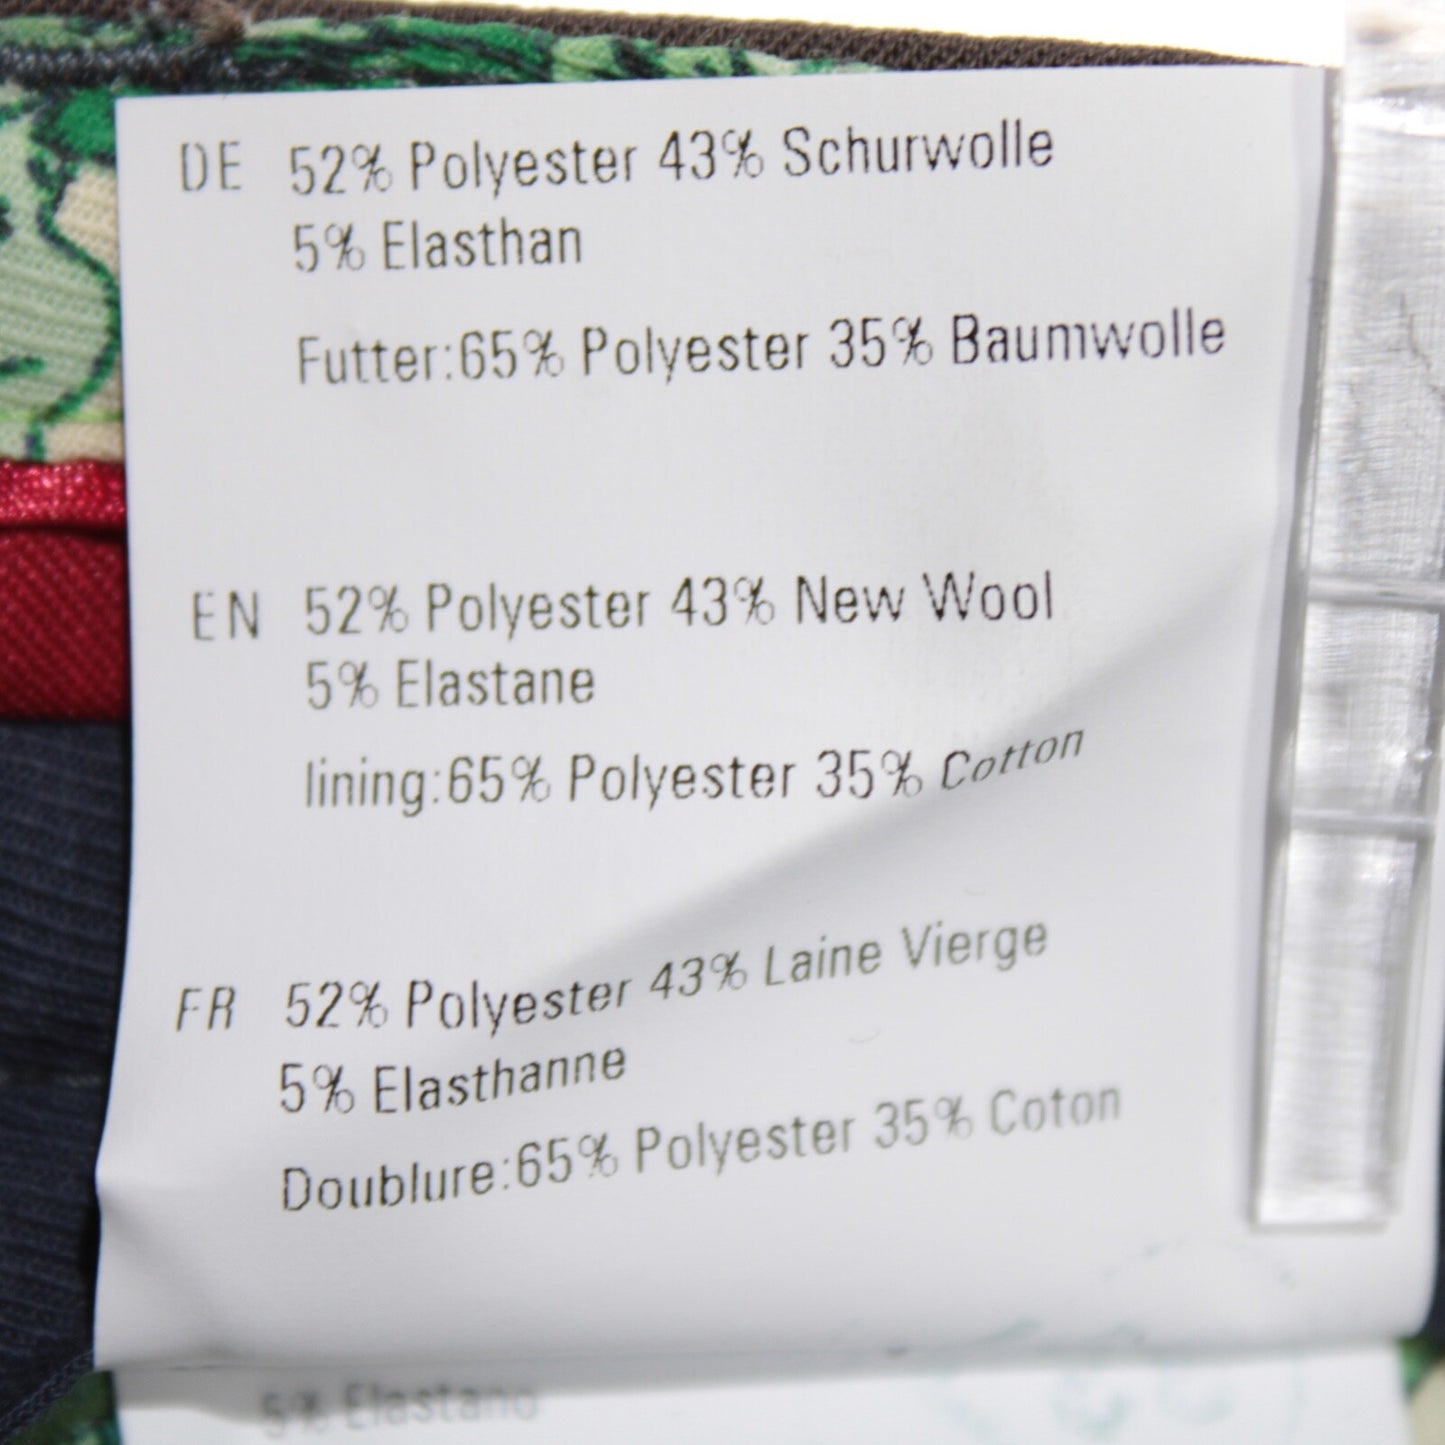 DE 52% Polyester 43% Schurwolle
5% Elasthan
Futter:65% Polyester 35% Baumwolle
EN 52% Polyester 43% New Wool
5% Elastane
lining:65% Polyester 35% Cotton
FR 52% Polyester 43% Laine Vierge
5% Elasthanne
Doublure:65% Polyester 35% Coton
5% Elastano